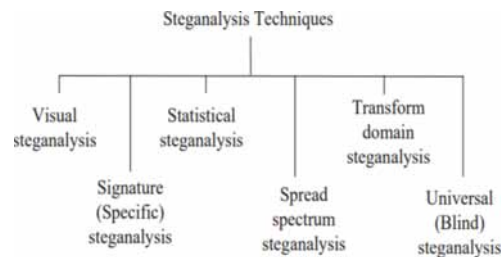 Steganalysis Techniques
Visual
steganalysis
Statistical
steganalysis
Transform
domain
steganalysis
Signature
(Specific)
steganalysis
Spread
spectrum
steganalysis
Universal
(Blind)
steganalysis